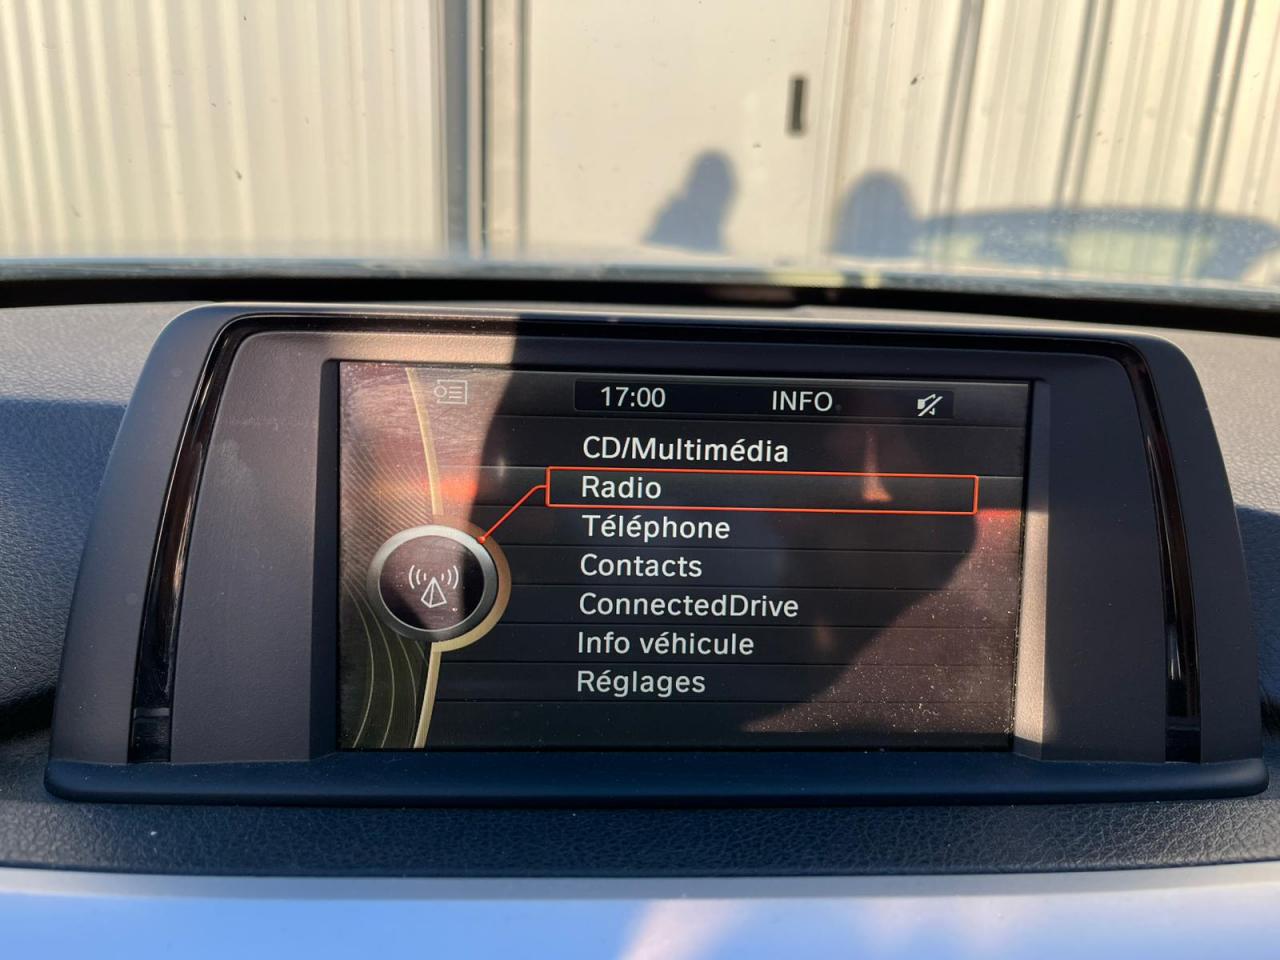 17:00 INFO
CD/Multimédia
Radio
Téléphone
Contacts
ConnectedDrive
Info véhicule
Réglages